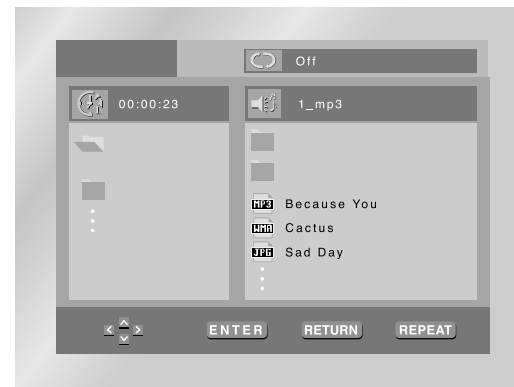 Off
00:00:23
1_mp3
MP3 Because You
WMA Cactus
JPG Sad Day
ENTER RETURN REPEAT